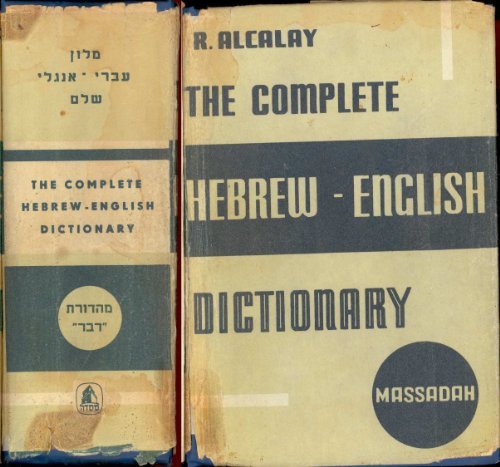 מלון
עברי - אנגלי
שלם
THE COMPLETE
HEBREW-ENGLISH
DICTIONARY
מהדורת
"דבר"
מסדה
R. ALCALAY
THE COMPLETE
HEBREW - ENGLISH
DICTIONARY
MASSADAH